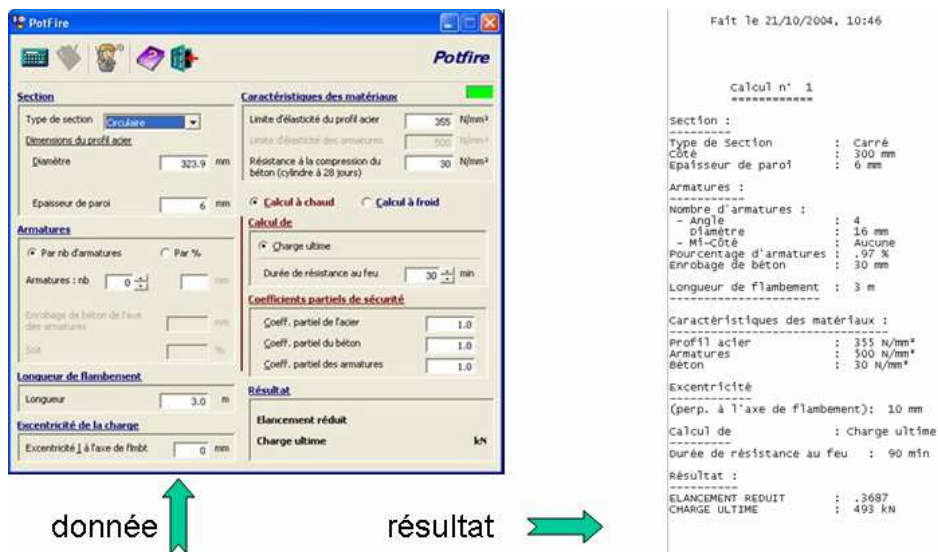 PotFire
Potfire
Section
Type de section Circulaire
Dimensions du profil acier
Diamètre 323.9 mm
Epaisseur de paroi 6 mm
Armatures
Par nb d'armatures Par %
Armatures : nb 0 mm
Enrobage de béton de l'axe des armatures mm
Soit %
Longueur de flambement
Longueur 3.0 m
Excentricité de la charge
Excentricité ⊥ à l'axe de flmbt 0 mm
Caractéristiques des matériaux
Limite d'élasticité du profil acier 355 N/mm²
Limite d'élasticité des armatures 500 N/mm²
Résistance à la compression du
béton (cylindre à 28 jours) 30 N/mm²
Calcul à chaud Calcul à froid
Calcul de
Charge ultime
Durée de résistance au feu 30 min
Coefficients partiels de sécurité
Coeff. partiel de l'acier 1.0
Coeff. partiel du béton 1.0
Coeff. partiel des armatures 1.0
Résultat
Elancement réduit
Charge ultime kN
donnée
résultat
Fait le 21/10/2004, 10:46
Calcul n° 1
============
Section :
---------
Type de Section : Carré
Côté : 300 mm
Epaisseur de paroi : 6 mm
Armatures :
-----------
Nombre d'armatures :
- Angle : 4
Diamètre : 16 mm
- Mi-Côté : Aucune
Pourcentage d'armatures : .97 %
Enrobage de béton : 30 mm
Longueur de flambement : 3 m
----------------------
Caractéristiques des matériaux :
--------------------------------
Profil acier : 355 N/mm²
Armatures : 500 N/mm²
Béton : 30 N/mm²
Excentricité
------------
(perp. à l'axe de flambement): 10 mm
Calcul de : Charge ultime
---------
Durée de résistance au feu : 90 min
Résultat :
----------
ELANCEMENT REDUIT : .3687
CHARGE ULTIME : 493 kN